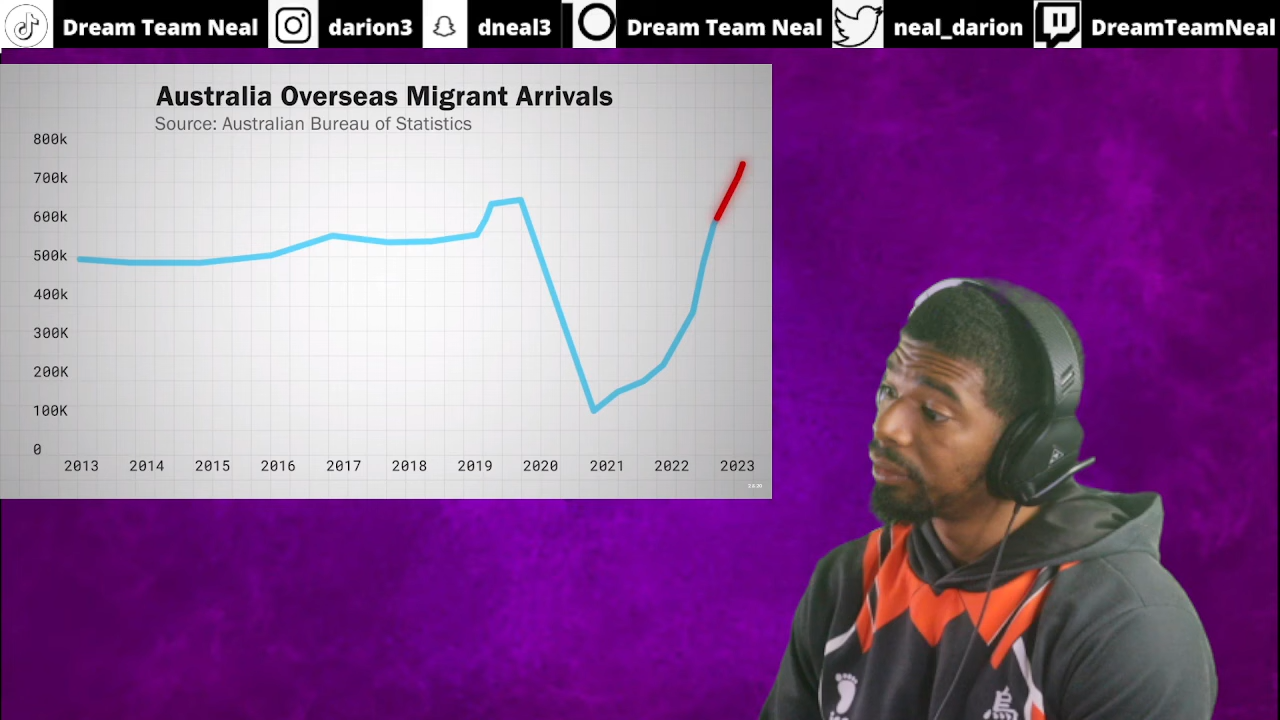 Dream Team Neal darion3 dneal3 Dream Team Neal neal_darion DreamTeamNeal
Australia Overseas Migrant Arrivals
Source: Australian Bureau of Statistics
800k
700k
600k
500k
400k
300K
200K
100K
0
2013 2014 2015 2016 2017 2018 2019 2020 2021 2022 2023